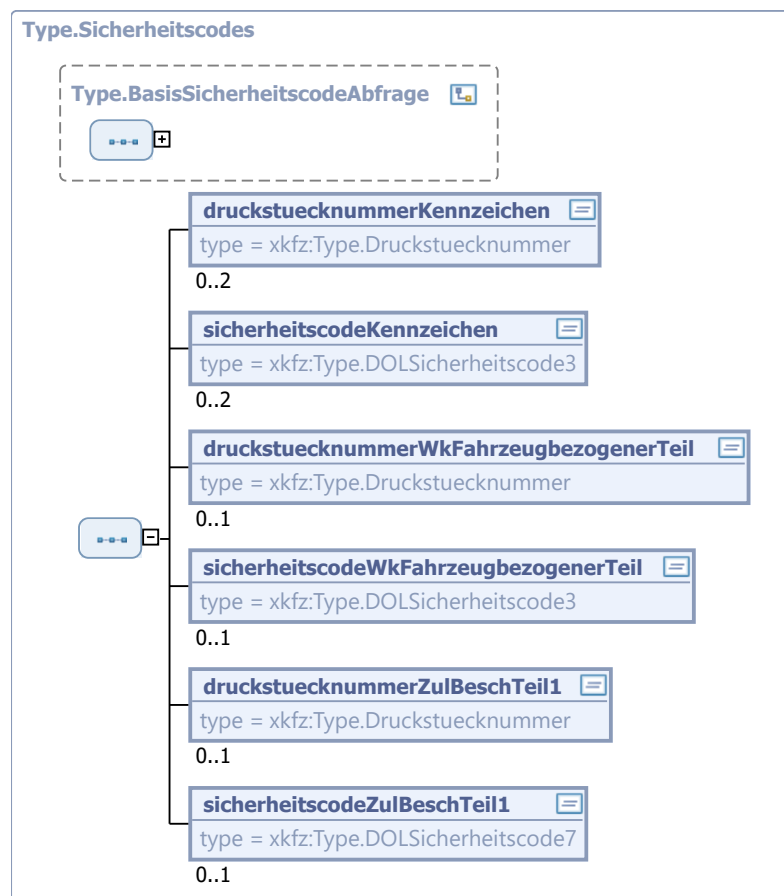 Type.Sicherheitscodes
Type.BasisSicherheitscodeAbfrage
druckstuecknummerKennzeichen
type = xkfz:Type.Druckstuecknummer
0..2
sicherheitscodeKennzeichen
type = xkfz:Type.DOLSicherheitscode3
0..2
druckstuecknummerWkFahrzeugbezogenerTeil
type = xkfz:Type.Druckstuecknummer
0..1
sicherheitscodeWkFahrzeugbezogenerTeil
type = xkfz:Type.DOLSicherheitscode3
0..1
druckstuecknummerZulBeschTeil1
type = xkfz:Type.Druckstuecknummer
0..1
sicherheitscodeZulBeschTeil1
type = xkfz:Type.DOLSicherheitscode7
0..1